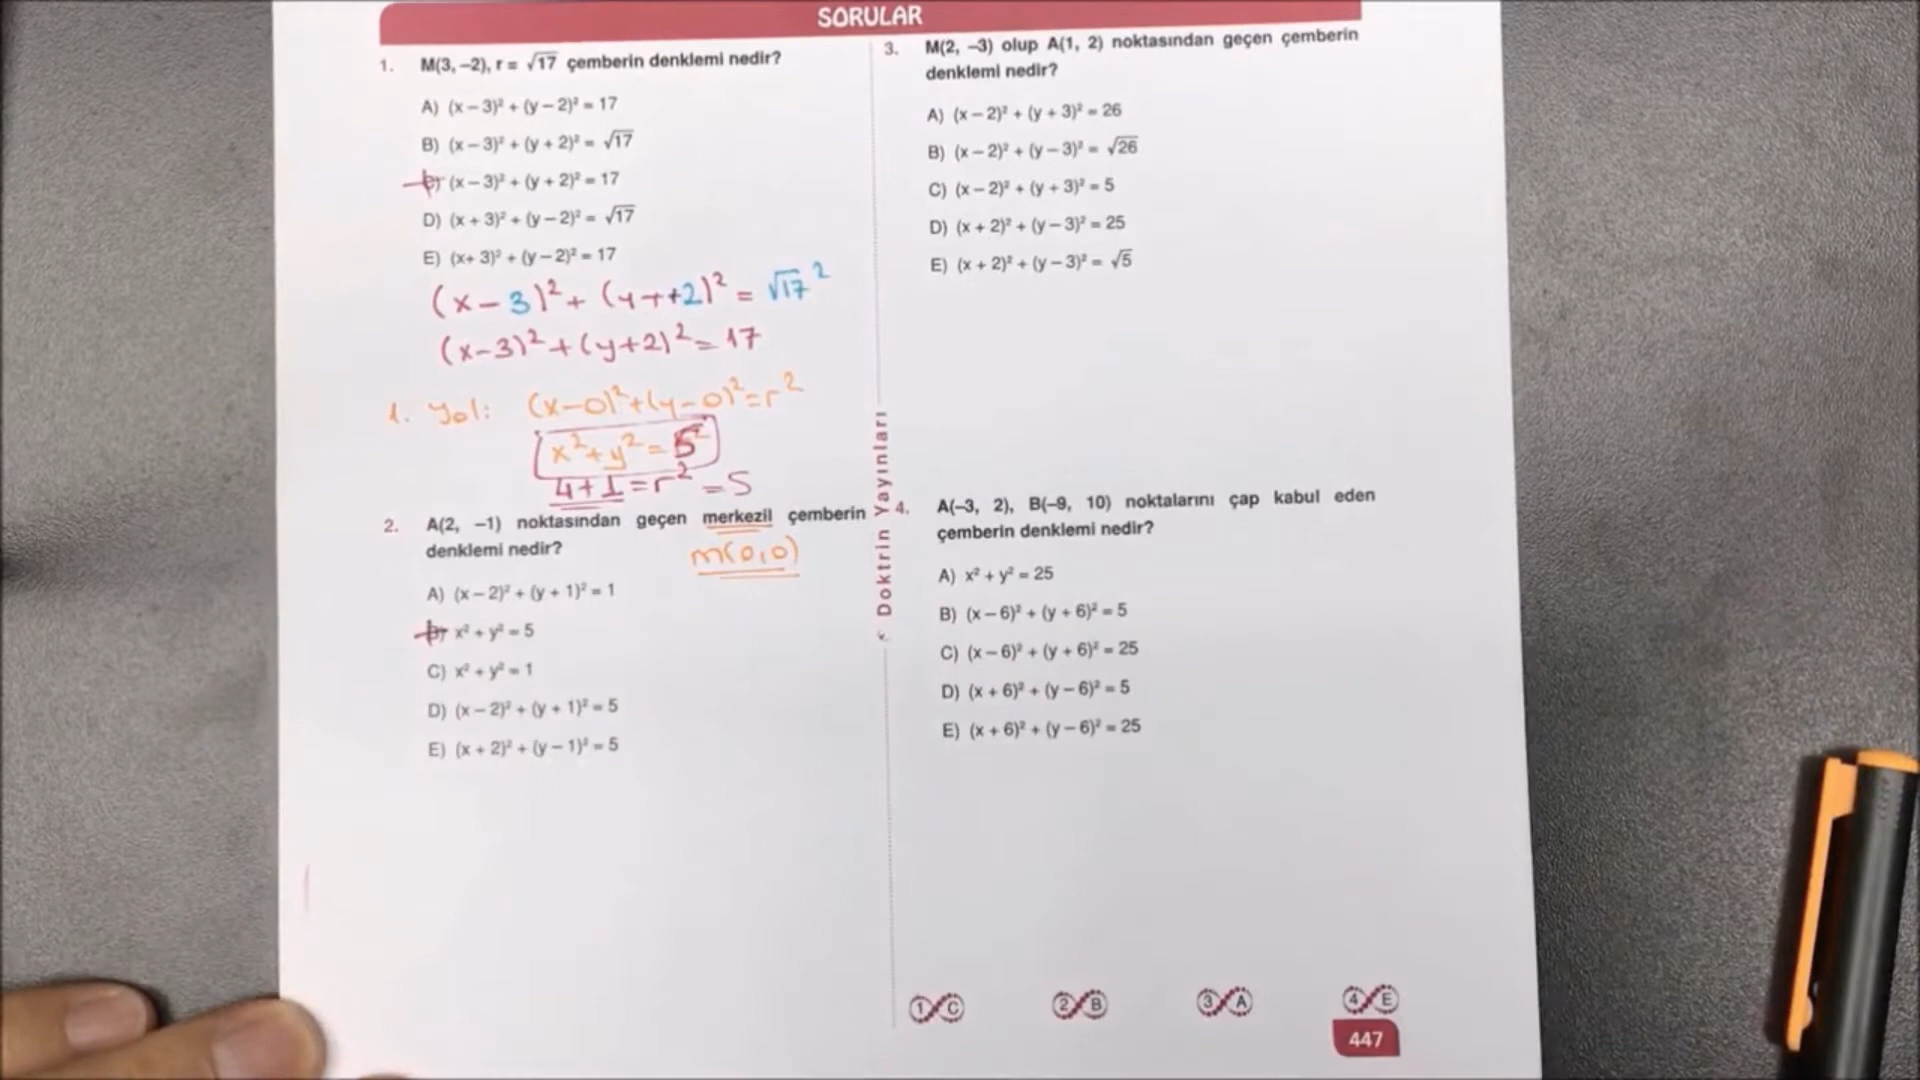 SORULAR
1. M(3, –2), r = √17 çemberin denklemi nedir?
A) (x – 3)² + (y – 2)² = 17
B) (x – 3)² + (y + 2)² = √17
C) (x – 3)² + (y + 2)² = 17
D) (x + 3)² + (y – 2)² = √17
E) (x+ 3)² + (y – 2)² = 17
(x – 3)² + (y + +2)² = √17²
(x–3)² + (y+2)² = 17
1. Yol: (x–0)² + (y–0)² = r²
x² + y² = 5
4+1 = r² = 5
2. A(2, –1) noktasından geçen merkezil çemberin
denklemi nedir?
m(0,0)
A) (x – 2)² + (y + 1)² = 1
B) x² + y² = 5
C) x² + y² = 1
D) (x – 2)² + (y + 1)² = 5
E) (x + 2)² + (y – 1)² = 5
Doktrin Yayınları
3. M(2, –3) olup A(1, 2) noktasından geçen çemberin
denklemi nedir?
A) (x – 2)² + (y + 3)² = 26
B) (x – 2)² + (y – 3)² = √26
C) (x – 2)² + (y + 3)² = 5
D) (x + 2)² + (y – 3)² = 25
E) (x + 2)² + (y – 3)² = √5
4. A(–3, 2), B(–9, 10) noktalarını çap kabul eden
çemberin denklemi nedir?
A) x² + y² = 25
B) (x – 6)² + (y + 6)² = 5
C) (x – 6)² + (y + 6)² = 25
D) (x + 6)² + (y – 6)² = 5
E) (x + 6)² + (y – 6)² = 25
1 C 2 B 3 A 4 E
447